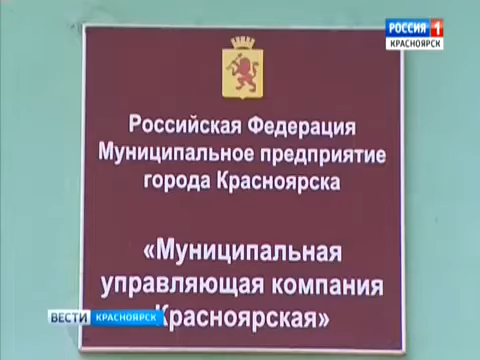 РОССИЯ 1
КРАСНОЯРСК
Российская Федерация
Муниципальное предприятие
города Красноярска
«Муниципальная
управляющая компания
Красноярская»
ВЕСТИ КРАСНОЯРСК